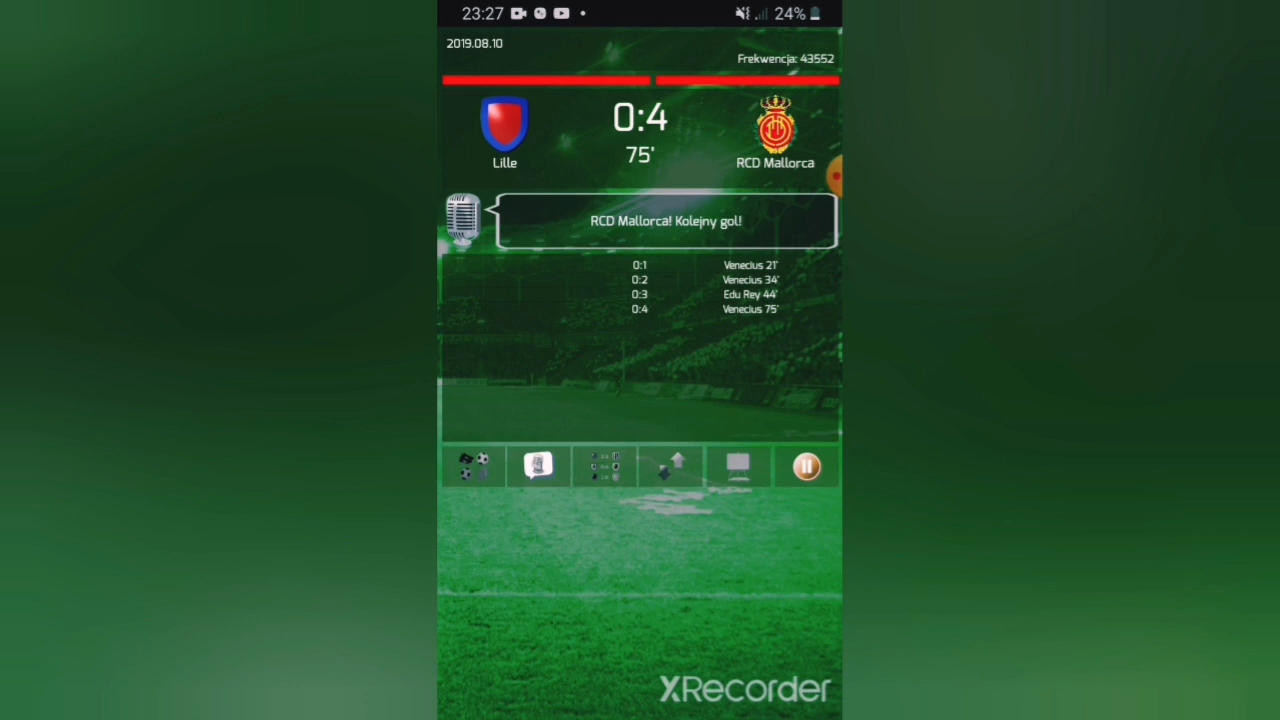 23:27 24%
2019.08.10
Frekwencja: 43552
0:4
75'
Lille RCD Mallorca
RCD Mallorca! Kolejny gol!
0:1 Venecius 21'
0:2 Venecius 34'
0:3 Edu Rey 44'
0:4 Venecius 75'
XRecorder